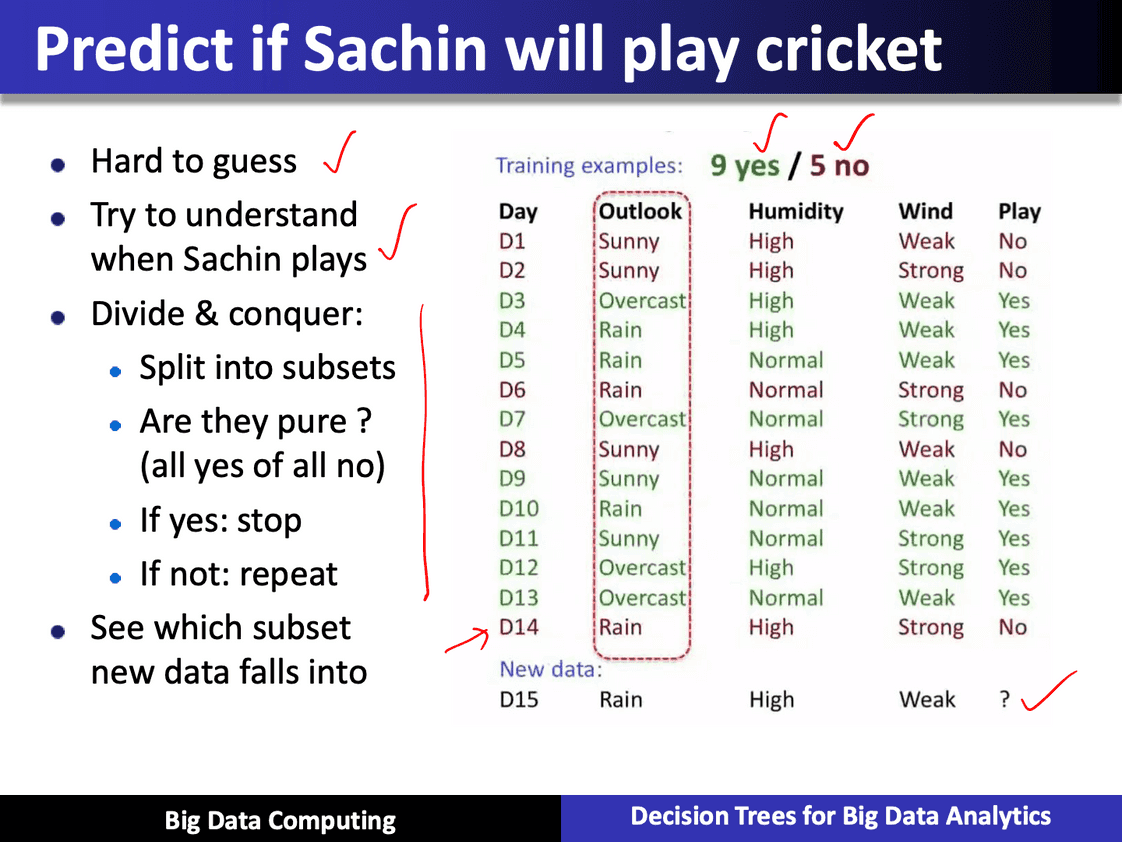 Predict if Sachin will play cricket
Hard to guess
Try to understand
when Sachin plays
Divide & conquer:
Split into subsets
Are they pure ?
(all yes of all no)
If yes: stop
If not: repeat
See which subset
new data falls into
Training examples: 9 yes / 5 no
Day Outlook Humidity Wind Play
D1 Sunny High Weak No
D2 Sunny High Strong No
D3 Overcast High Weak Yes
D4 Rain High Weak Yes
D5 Rain Normal Weak Yes
D6 Rain Normal Strong No
D7 Overcast Normal Strong Yes
D8 Sunny High Weak No
D9 Sunny Normal Weak Yes
D10 Rain Normal Weak Yes
D11 Sunny Normal Strong Yes
D12 Overcast High Strong Yes
D13 Overcast Normal Weak Yes
D14 Rain High Strong No
New data:
D15 Rain High Weak ?
Big Data Computing
Decision Trees for Big Data Analytics